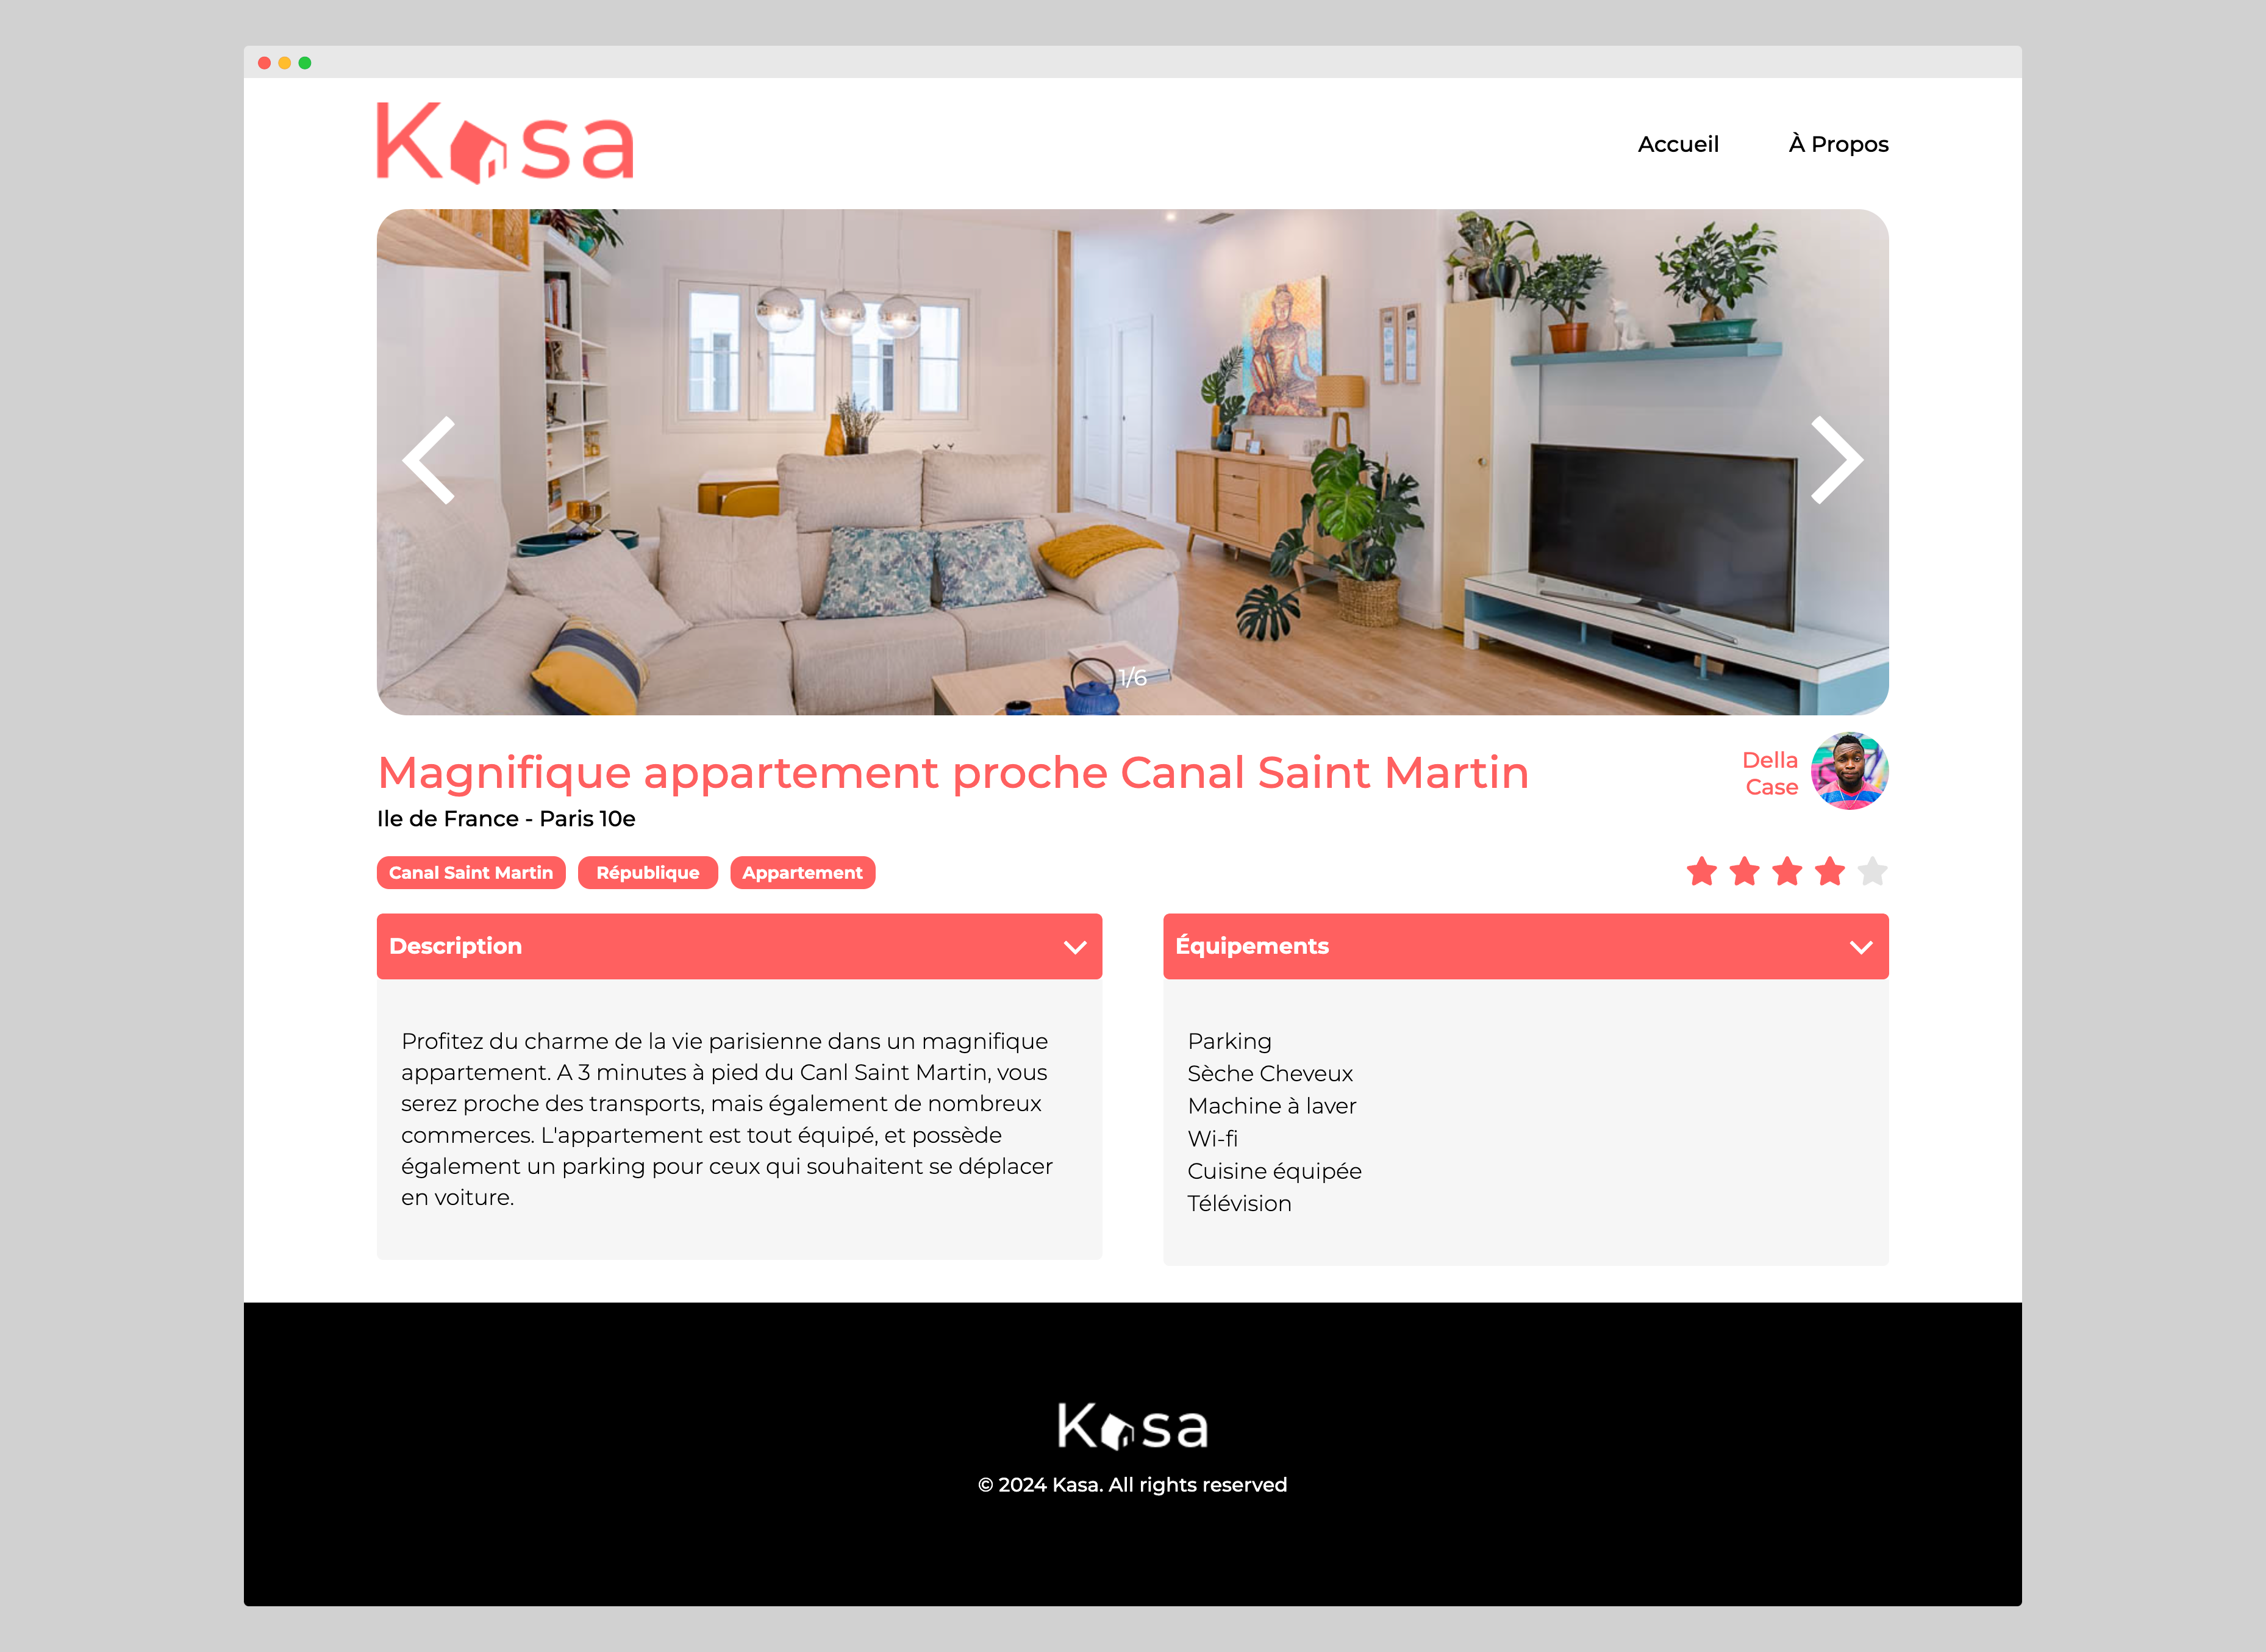 Kasa
Accueil
À Propos
1/6
Magnifique appartement proche Canal Saint Martin
Della
Case
Ile de France - Paris 10e
Canal Saint Martin
République
Appartement
Description
Profitez du charme de la vie parisienne dans un magnifique
appartement. A 3 minutes à pied du Canl Saint Martin, vous
serez proche des transports, mais également de nombreux
commerces. L'appartement est tout équipé, et possède
également un parking pour ceux qui souhaitent se déplacer
en voiture.
Équipements
Parking
Sèche Cheveux
Machine à laver
Wi-fi
Cuisine équipée
Télévision
Kasa
© 2024 Kasa. All rights reserved